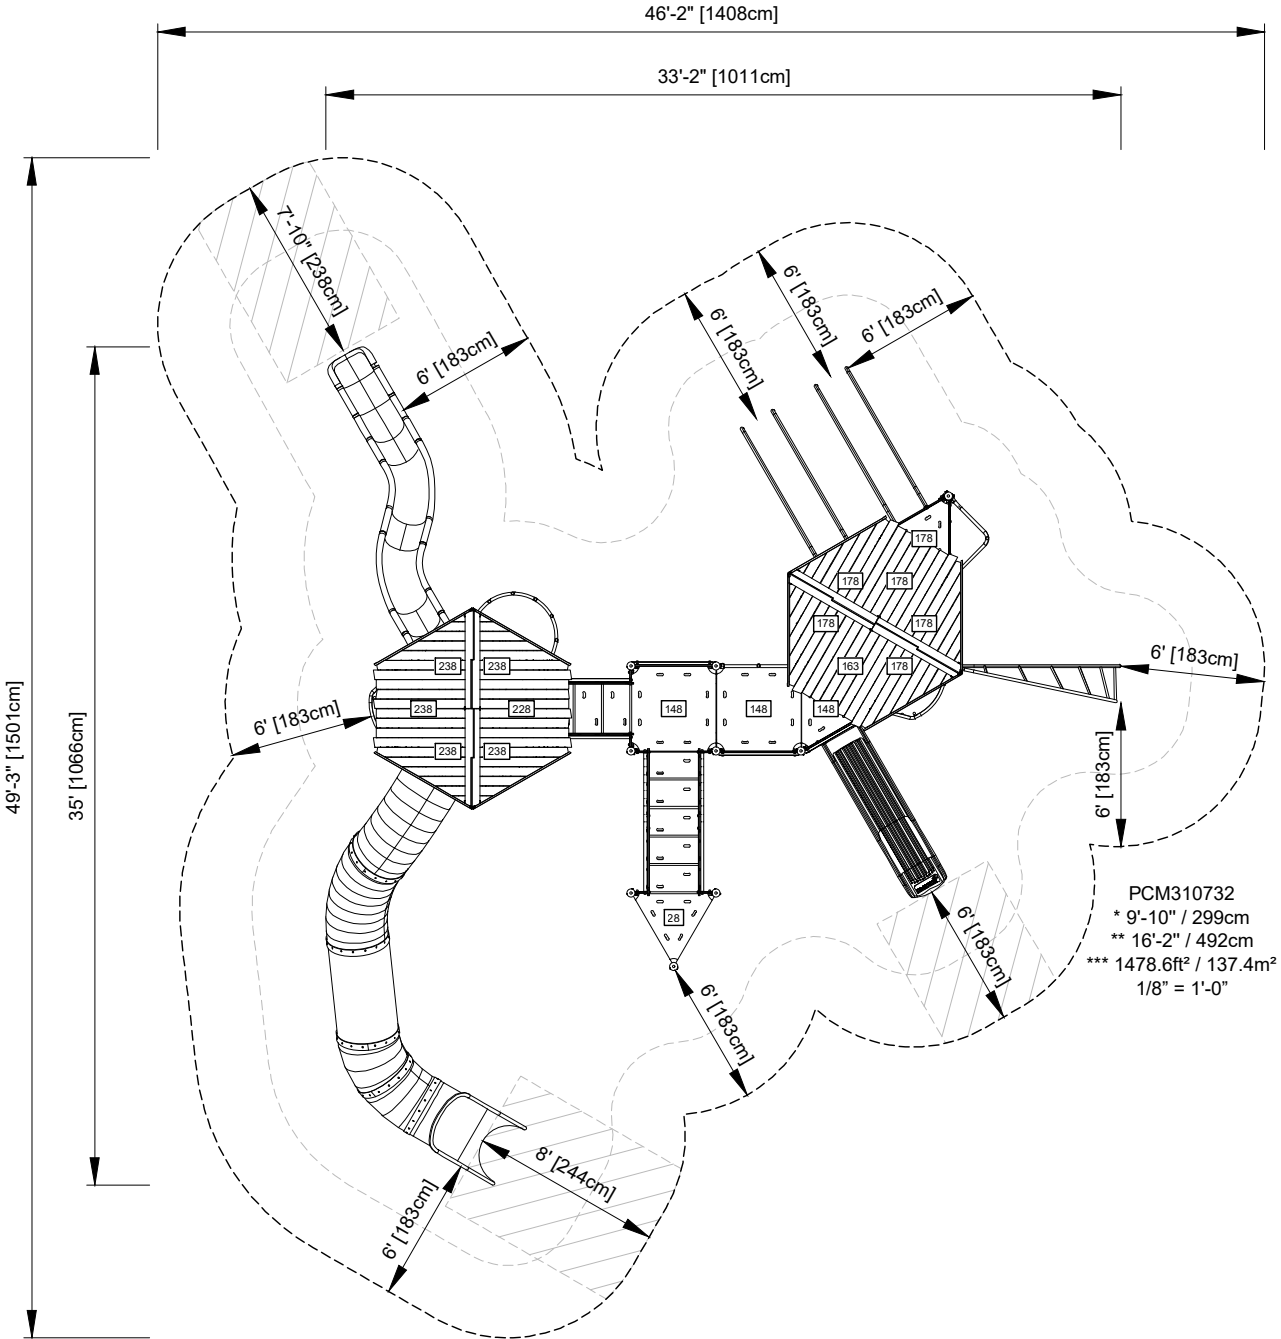 46'-2" [1408cm]
33'-2" [1011cm]
49'-3" [1501cm]
35' [1066cm]
7'-10" [238cm]
6' [183cm]
6' [183cm]
6' [183cm]
6' [183cm]
178
178
178
178
178
163
178
238
238
238
228
238
238
148
148
148
6' [183cm]
6' [183cm]
6' [183cm]
28
6' [183cm]
6' [183cm]
8' [244cm]
6' [183cm]
PCM310732
* 9'-10" / 299cm
** 16'-2" / 492cm
*** 1478.6ft² / 137.4m²
1/8” = 1'-0”